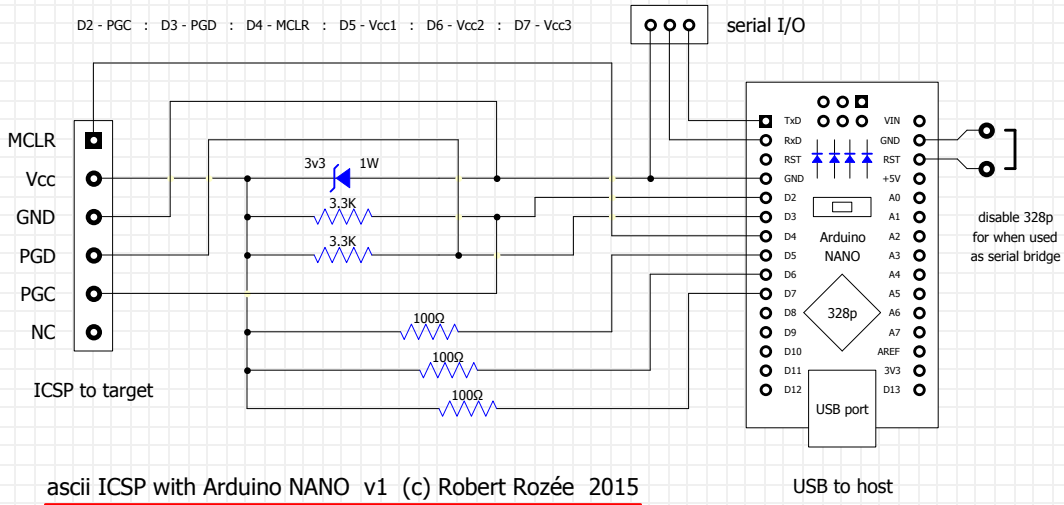 D2 - PGC : D3 - PGD : D4 - MCLR : D5 - Vcc1 : D6 - Vcc2 : D7 - Vcc3
serial I/O
MCLR
Vcc
GND
PGD
PGC
NC
ICSP to target
3v3 1W
3.3K
3.3K
100Ω
100Ω
100Ω
TxD VIN
RxD GND
RST RST
GND +5V
D2 A0
D3 A1
D4 A2
D5 A3
D6 A4
D7 A5
D8 A6
D9 A7
D10 AREF
D11 3V3
D12 D13
Arduino
NANO
328p
USB port
disable 328p
for when used
as serial bridge
ascii ICSP with Arduino NANO v1 (c) Robert Rozée 2015
USB to host